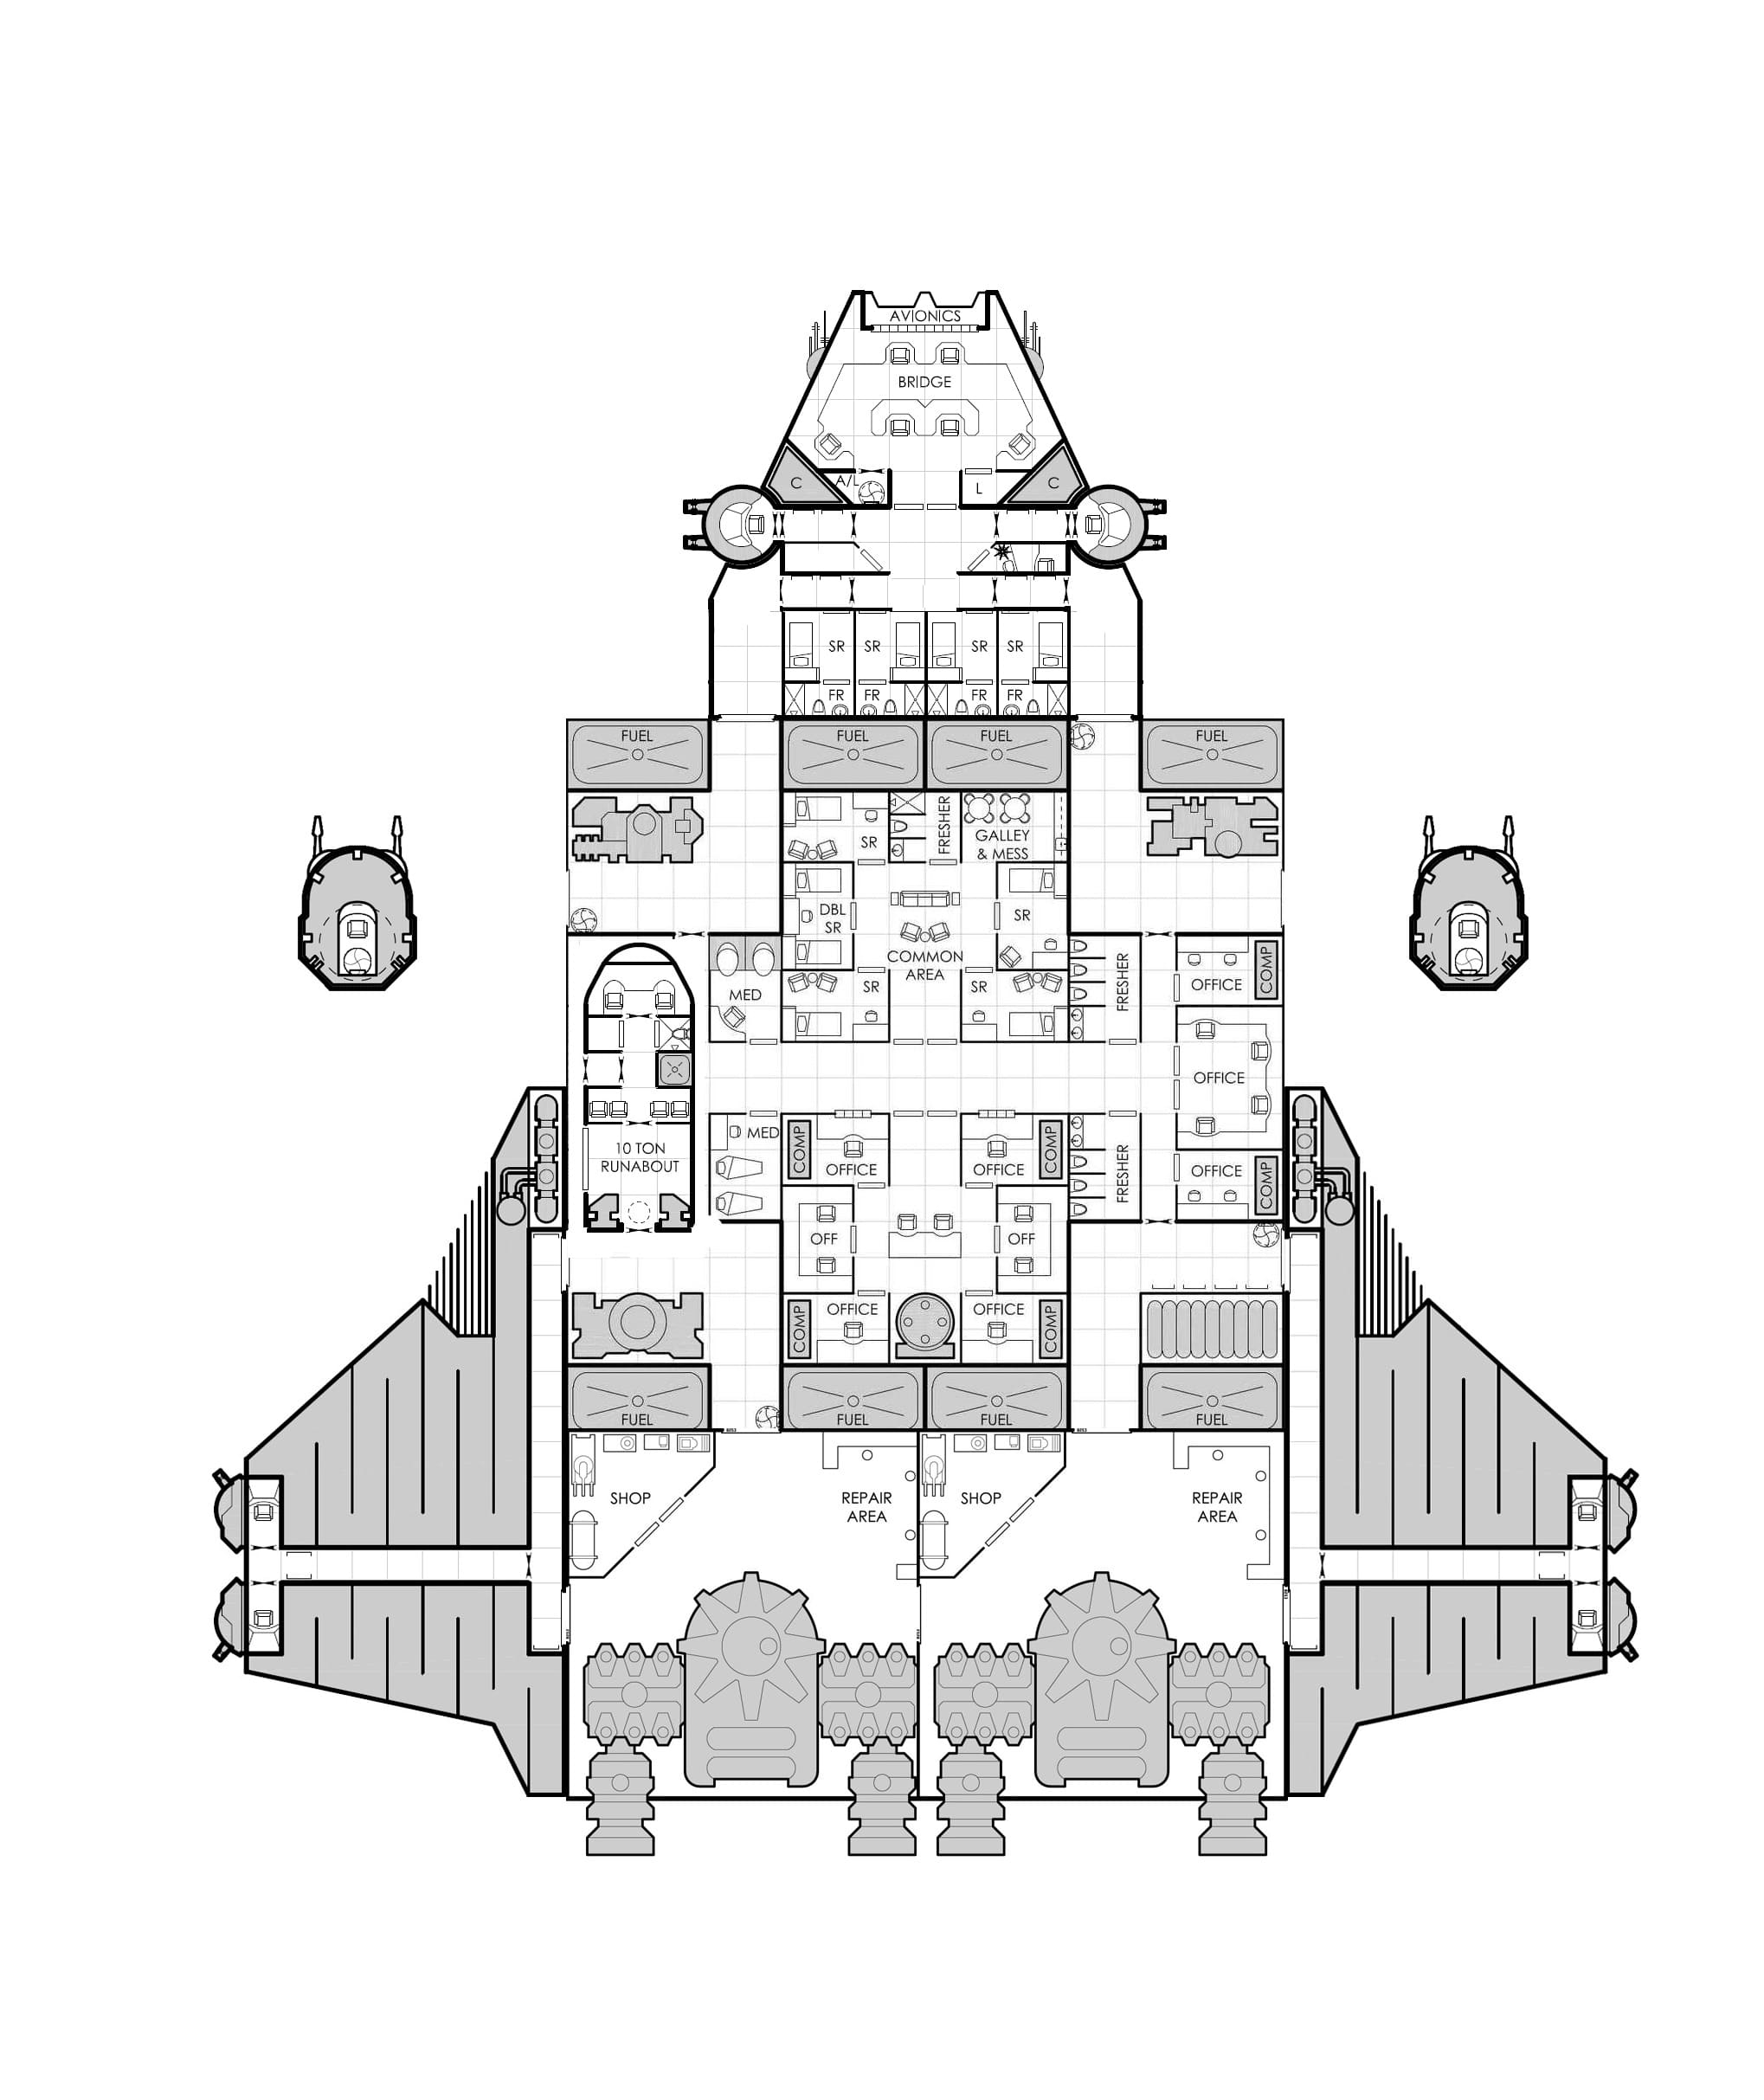 AVIONICS
BRIDGE
C
A/L
L
C
SR
SR
SR
SR
FR
FR
FR
FR
FUEL
FUEL
FUEL
FUEL
SR
FRESHER
GALLEY
& MESS
DBL
SR
SR
COMMON
AREA
MED
SR
SR
FRESHER
OFFICE
COMP
OFFICE
10 TON
RUNABOUT
MED
COMP
OFFICE
OFFICE
COMP
FRESHER
OFFICE
COMP
OFF
OFF
COMP
OFFICE
OFFICE
COMP
FUEL
FUEL
FUEL
FUEL
SHOP
REPAIR
AREA
SHOP
REPAIR
AREA